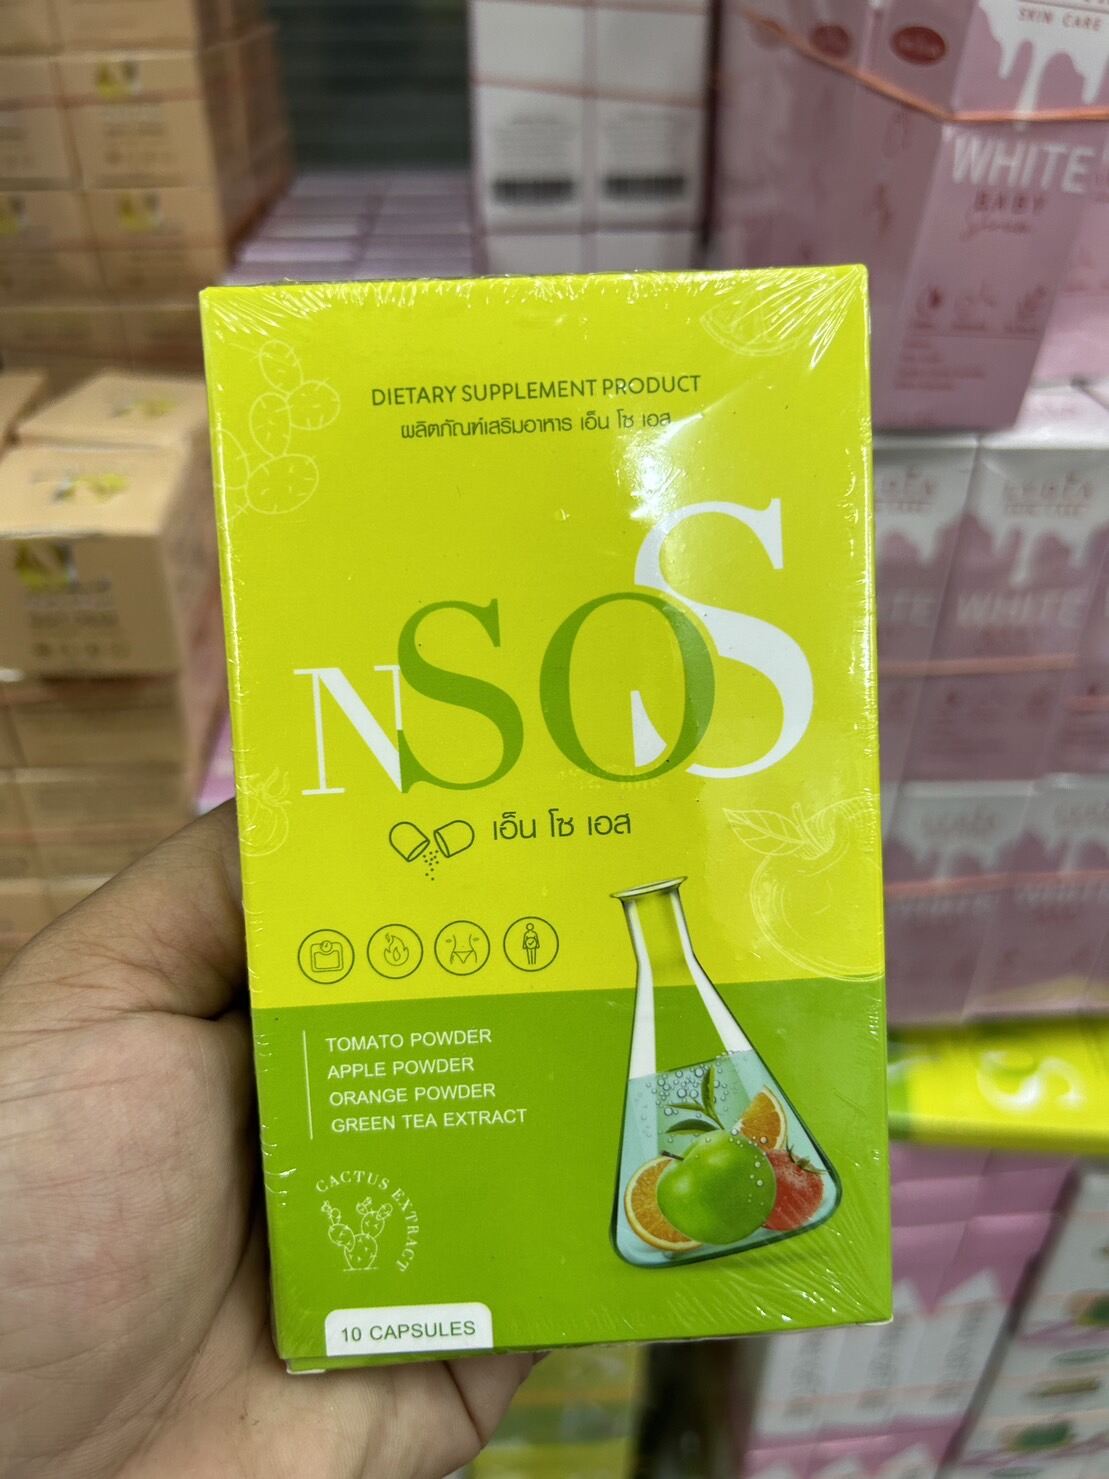 DIETARY SUPPLEMENT PRODUCT
ผลิตภัณฑ์เสริมอาหาร เอ็น โซ เอส
NSOS
เอ็น โซ เอส
TOMATO POWDER
APPLE POWDER
ORANGE POWDER
GREEN TEA EXTRACT
CACTUS EXTRACT
10 CAPSULES
SKIN CARE
WHITE
BABY
WHITE